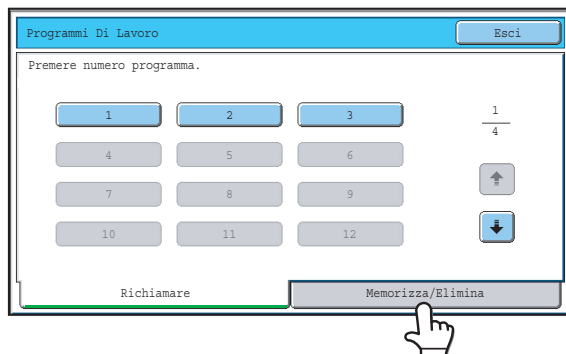 Programmi Di Lavoro Esci
Premere numero programma.
1 2 3 1
4
4 5 6
7 8 9
10 11 12
Richiamare Memorizza/Elimina